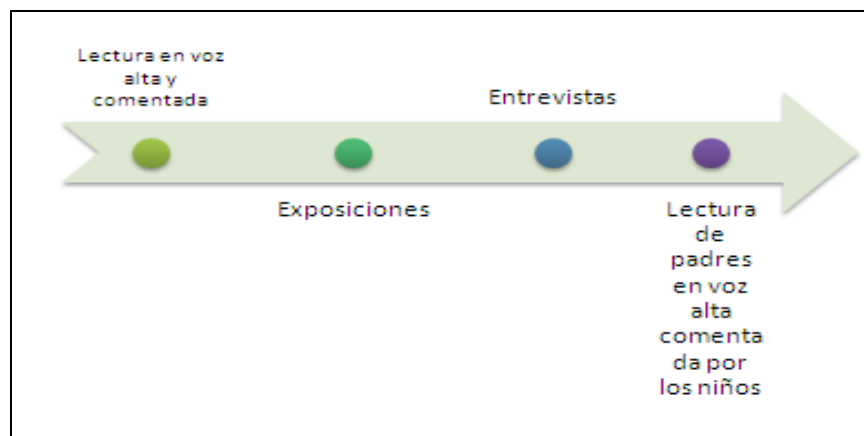 Lectura en voz
alta y
comentada
Exposiciones
Entrevistas
Lectura
de
padres
en voz
alta
comenta
da por
los niños